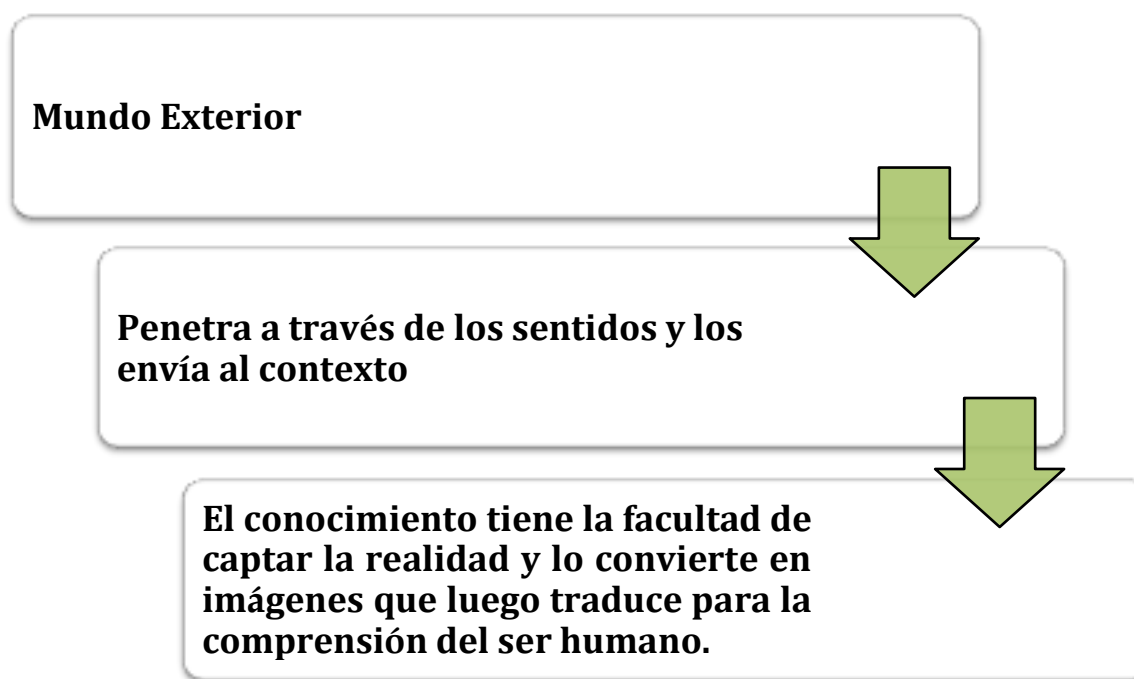 Mundo Exterior
Penetra a través de los sentidos y los
envía al contexto
El conocimiento tiene la facultad de
captar la realidad y lo convierte en
imágenes que luego traduce para la
comprensión del ser humano.